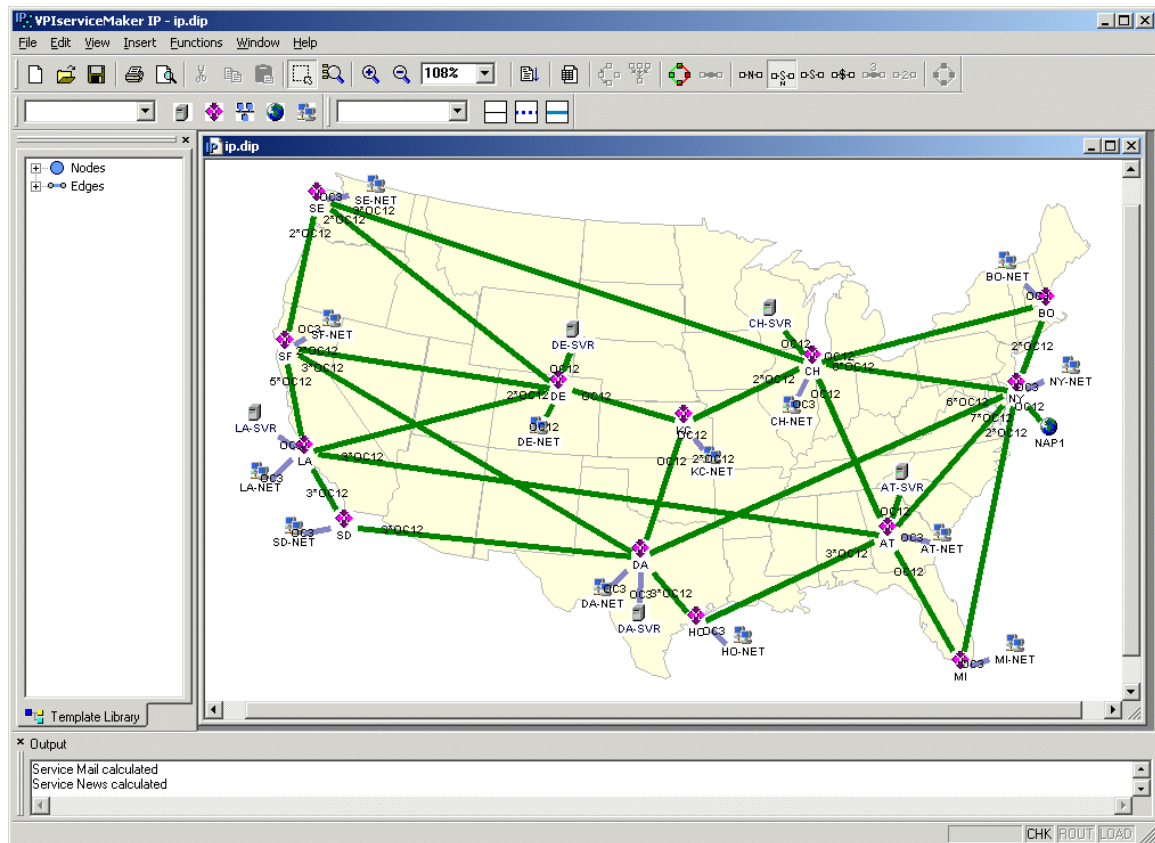 VPIserviceMaker IP - ip.dip
File Edit View Insert Functions Window Help
108%
ip.dip
Nodes
Edges
OC3
SE-NET
SE
3*OC12
2*OC12
2*OC12
BO-NET
OC3
BO
OC3
SF-NET
SF
2*OC12
3*OC12
5*OC12
CH-SVR
OC12
OC12
6*OC12
CH
2*OC12
OC12
2*OC12
DE-SVR
OC12
DE
2*OC12
OC12
OC12
DE-NET
NY-NET
OC3
NY
6*OC12
OC12
7*OC12
2*OC12
NAP1
OC3
CH-NET
KC
OC12
OC12
2*OC12
KC-NET
LA-SVR
OC3
LA
LA-NET
OC3
3*OC12
AT-SVR
OC12
SD-NET
OC3
SD
AT
OC3
AT-NET
3*OC12
OC12
DA
DA-NET
OC3
OC3
3*OC12
DA-SVR
HO
OC3
HO-NET
MI-NET
OC3
MI
Template Library
Output
Service Mail calculated
Service News calculated
CHK ROUT LOAD